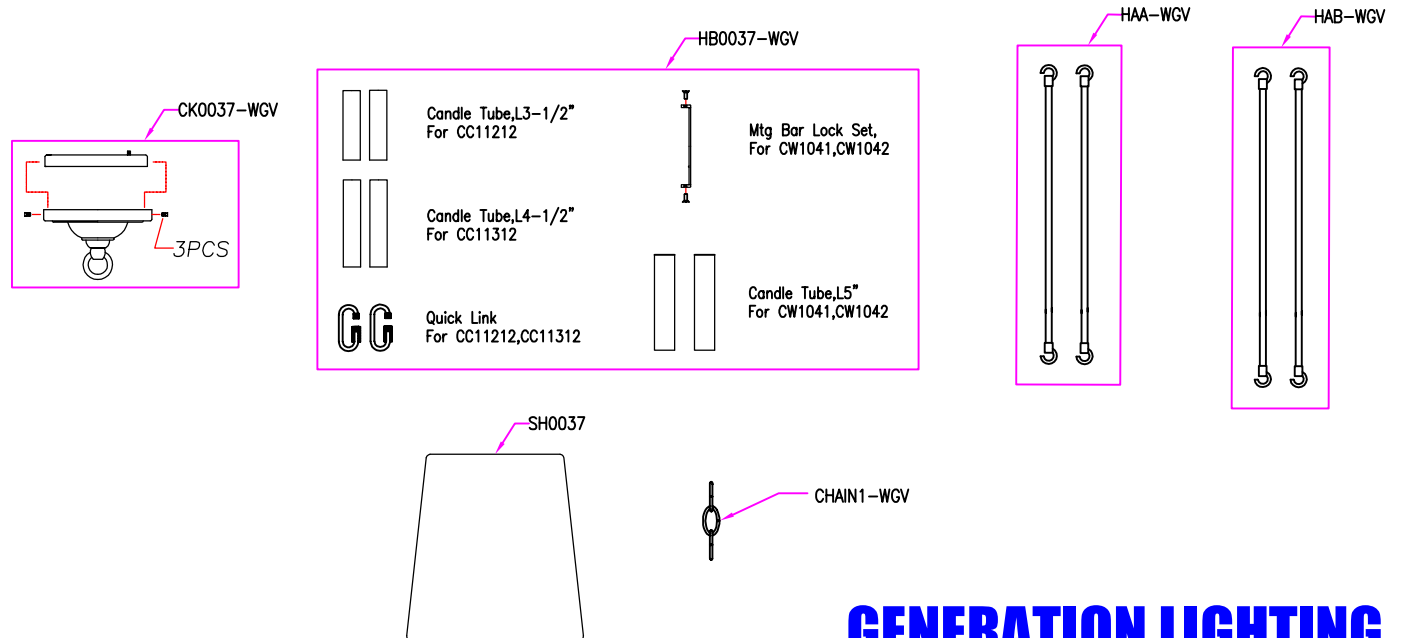 HAA-WGV
HAB-WGV
HB0037-WGV
CK0037-WGV
3PCS
Candle Tube,L3-1/2"
For CC11212
Candle Tube,L4-1/2"
For CC11312
Quick Link
For CC11212,CC11312
Mtg Bar Lock Set,
For CW1041,CW1042
Candle Tube,L5"
For CW1041,CW1042
SH0037
CHAIN1-WGV
GENERATION LIGHTING